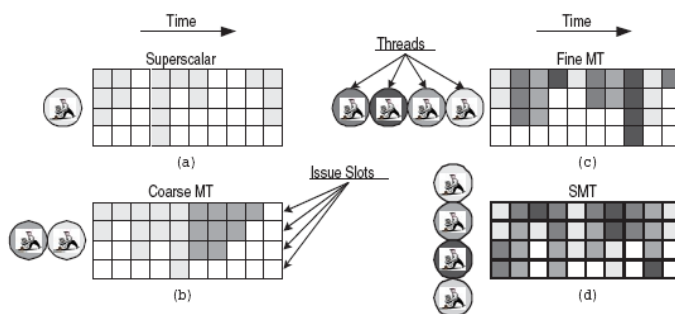 Time
Superscalar
(a)
Threads
Time
Fine MT
(c)
Coarse MT
Issue Slots
(b)
SMT
(d)